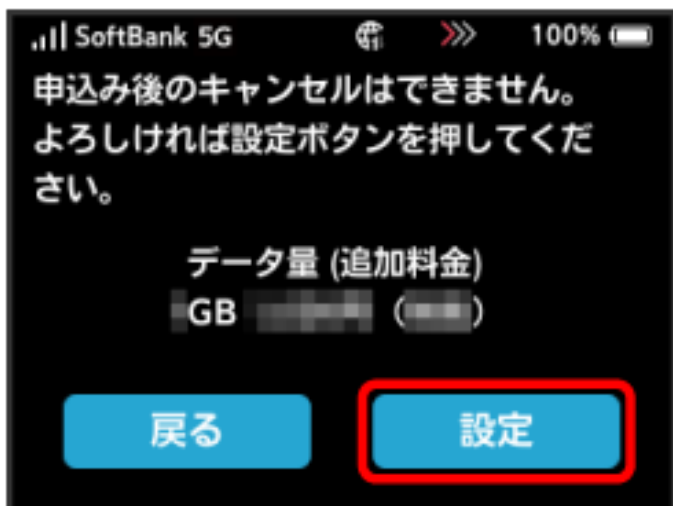 SoftBank 5G 100%
申込み後のキャンセルはできません。
よろしければ設定ボタンを押してくだ
さい。
データ量 (追加料金)
GB ( )
戻る 設定